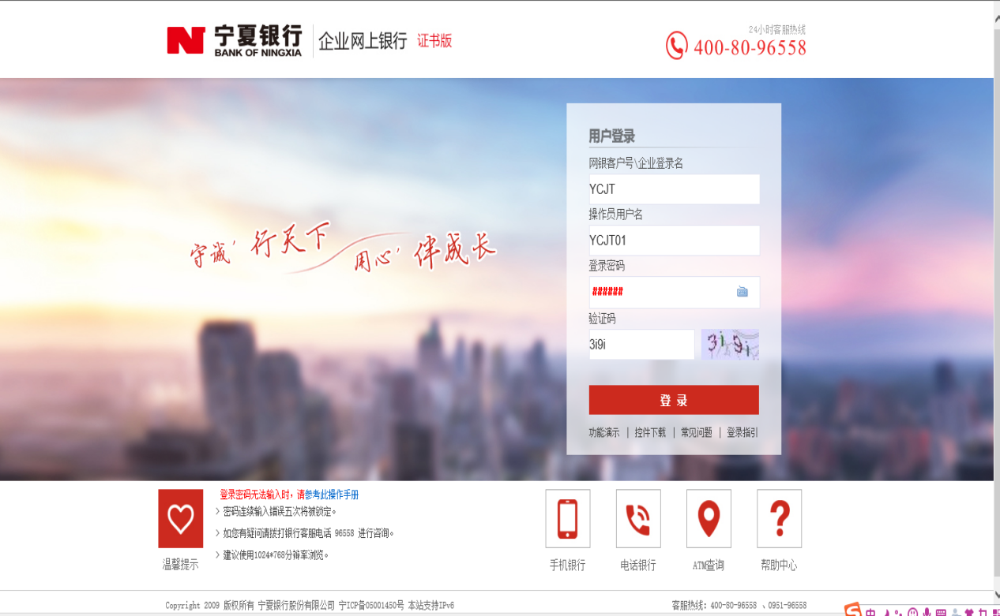 宁夏银行 企业网上银行 证书版
BANK OF NINGXIA
24小时客服热线
400-80-96558
守诚' 行天下
用心' 伴成长
用户登录
网银客户号\企业登录名
YCJT
操作员用户名
YCJT01
登录密码
######
验证码
3i9i 3i9i
登 录
功能演示 | 控件下载 | 常见问题 | 登录指引
登录密码无法输入时，请参考此操作手册
> 密码连续输入错误五次将被锁定。
> 如您有疑问请拨打银行客服电话 96558 进行咨询。
> 建议使用1024*768分辩率浏览。
温馨提示
手机银行 电话银行 ATM查询 帮助中心
Copyright 2009 版权所有 宁夏银行股份有限公司 宁ICP备05001450号 本站支持IPv6
客服热线: 400-80-96558 、0951-96558
中